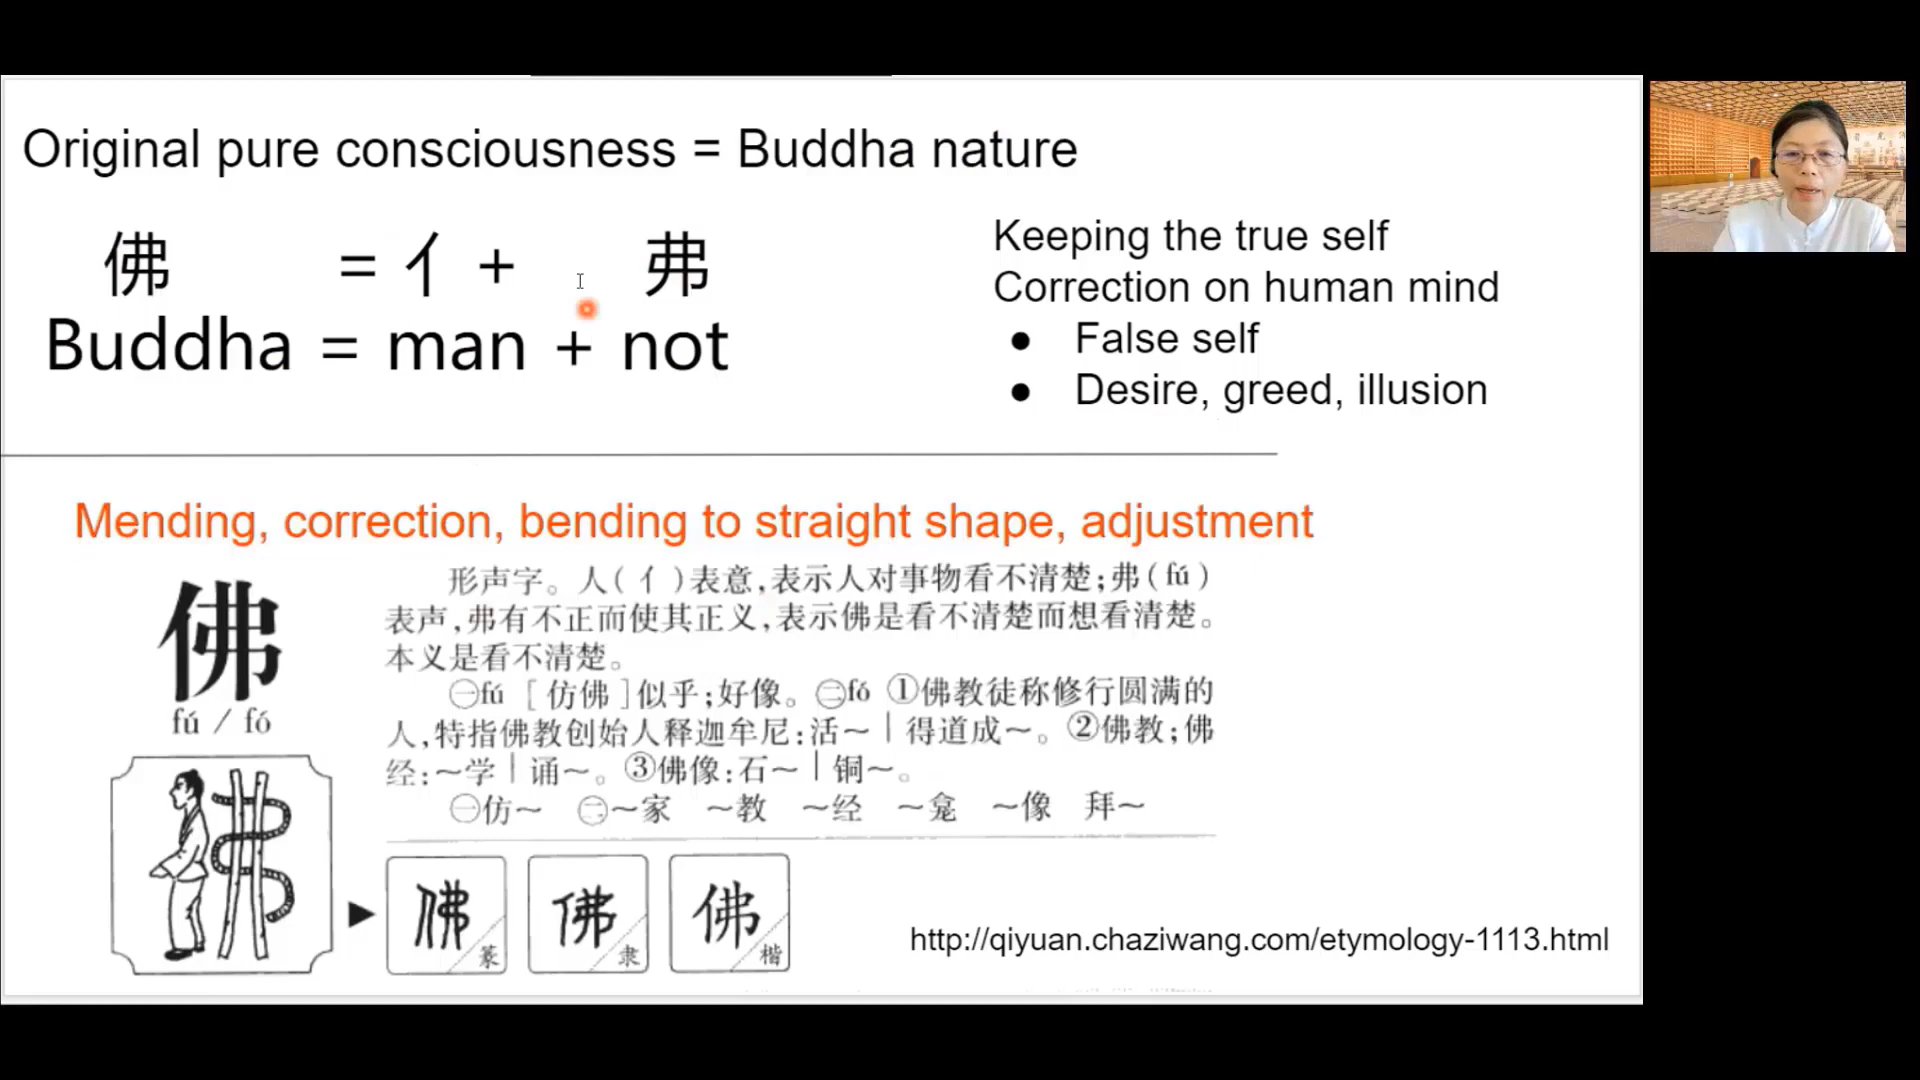 Original pure consciousness = Buddha nature
佛 = 亻 + 弗
Buddha = man + not
Keeping the true self
Correction on human mind
● False self
● Desire, greed, illusion
Mending, correction, bending to straight shape, adjustment
佛
fú / fó
形声字。人(亻)表意,表示人对事物看不清楚;弗(fú)
表声,弗有不正而使其正义,表示佛是看不清楚而想看清楚。
本义是看不清楚。
㊀fú [仿佛]似乎;好像。㊁fó ①佛教徒称修行圆满的
人,特指佛教创始人释迦牟尼:活～｜得道成～。②佛教;佛
经:～学｜诵～。③佛像:石～｜铜～。
㊀仿～ ㊁～家 ～教 ～经 ～龛 ～像 拜～
佛 篆
佛 隶
佛 楷
http://qiyuan.chaziwang.com/etymology-1113.html